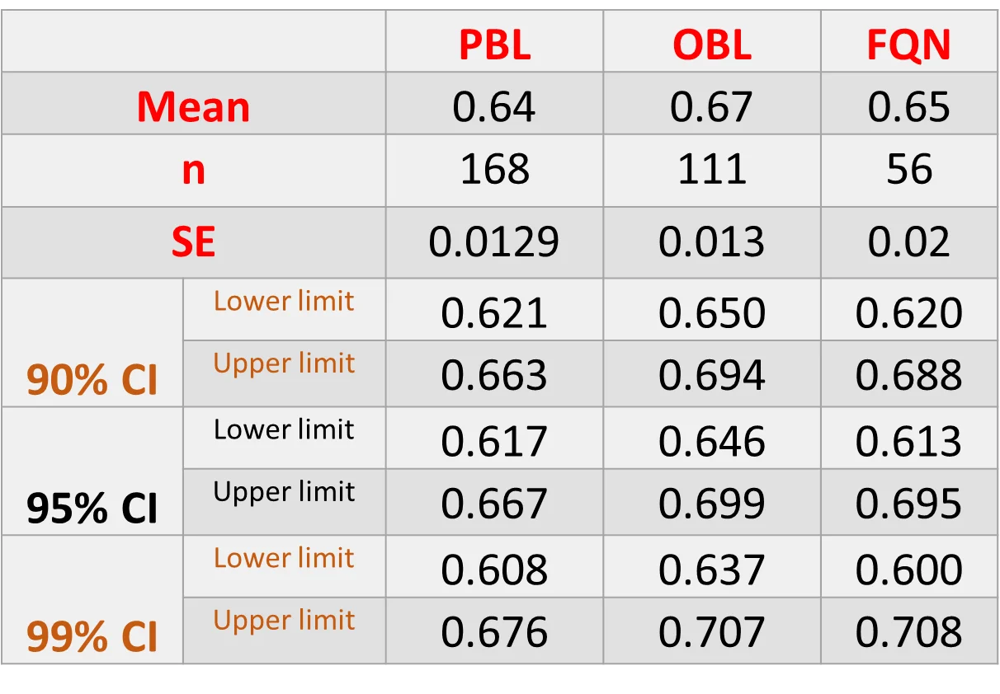 PBL OBL FQN
Mean 0.64 0.67 0.65
n 168 111 56
SE 0.0129 0.013 0.02
90% CI Lower limit 0.621 0.650 0.620
Upper limit 0.663 0.694 0.688
95% CI Lower limit 0.617 0.646 0.613
Upper limit 0.667 0.699 0.695
99% CI Lower limit 0.608 0.637 0.600
Upper limit 0.676 0.707 0.708